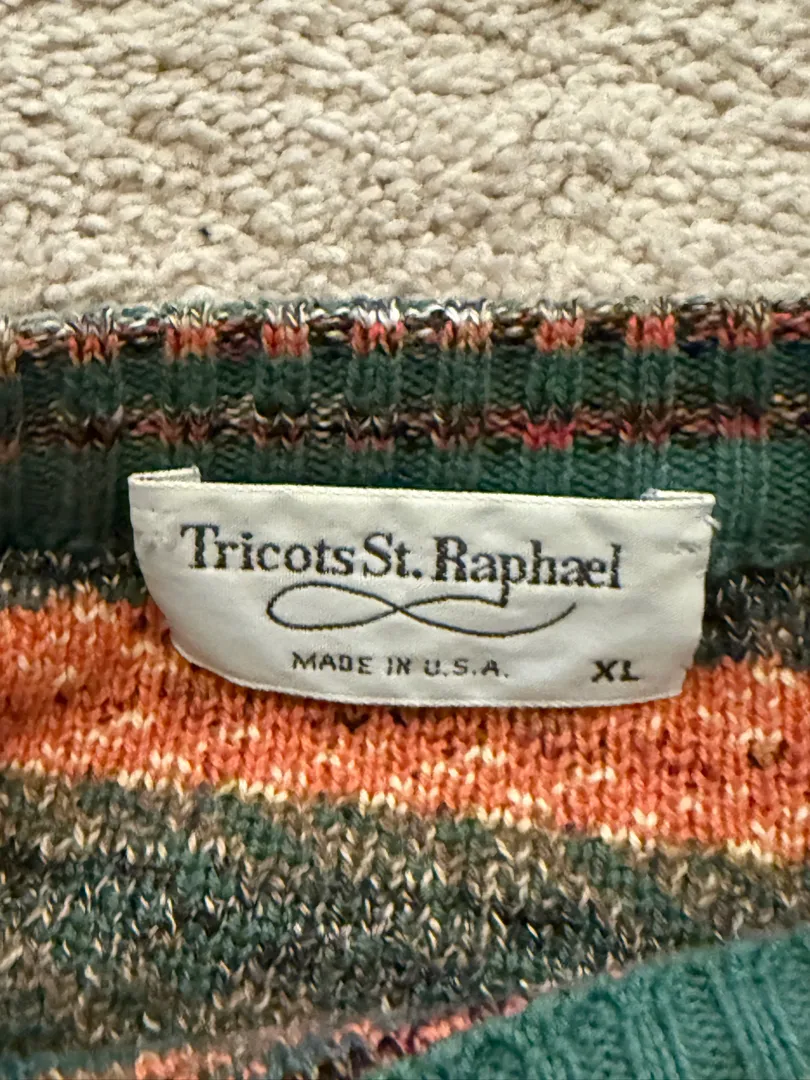 Tricots St. Raphael
MADE IN U.S.A. XL